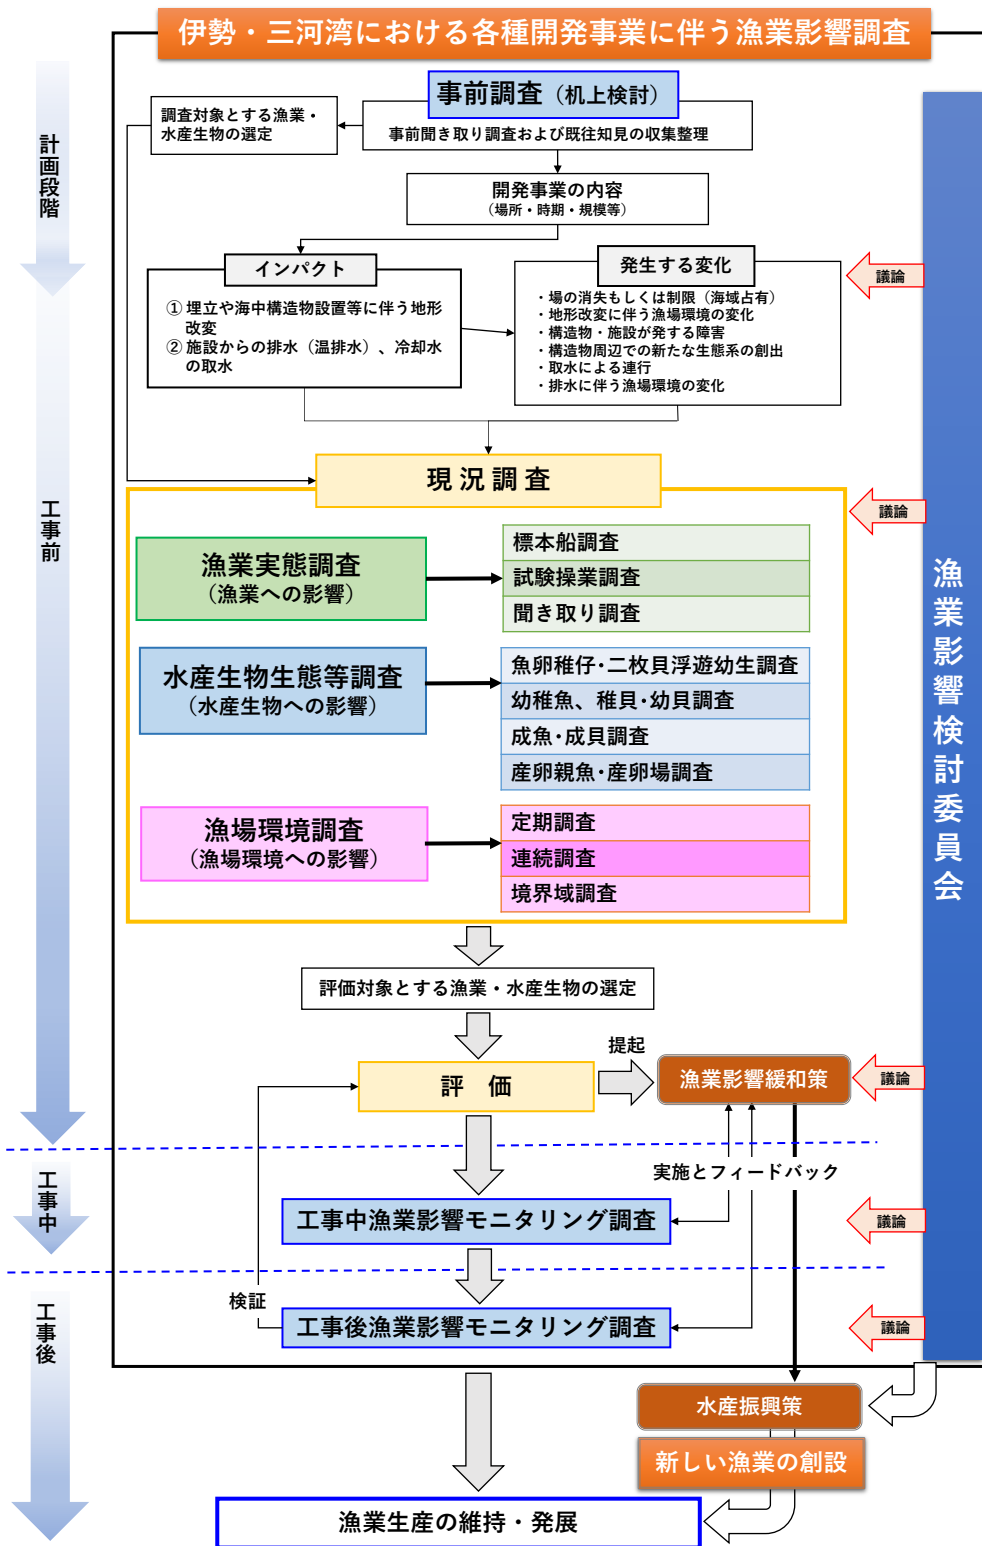 伊勢・三河湾における各種開発事業に伴う漁業影響調査
計画段階
事前調査（机上検討）
事前聞き取り調査および既往知見の収集整理
調査対象とする漁業・
水産生物の選定
開発事業の内容
（場所・時期・規模等）
インパクト
① 埋立や海中構造物設置等に伴う地形
改変
② 施設からの排水（温排水）、冷却水
の取水
発生する変化
・場の消失もしくは制限（海域占有）
・地形改変に伴う漁場環境の変化
・構造物・施設が発する障害
・構造物周辺での新たな生態系の創出
・取水による連行
・排水に伴う漁場環境の変化
議論
工事前
現況調査
議論
漁業実態調査
（漁業への影響）
標本船調査
試験操業調査
聞き取り調査
水産生物生態等調査
（水産生物への影響）
魚卵稚仔・二枚貝浮遊幼生調査
幼稚魚、稚貝・幼貝調査
成魚・成貝調査
産卵親魚・産卵場調査
漁場環境調査
（漁場環境への影響）
定期調査
連続調査
境界域調査
漁業影響検討委員会
評価対象とする漁業・水産生物の選定
評　価
提起
漁業影響緩和策
議論
実施とフィードバック
工事中
工事中漁業影響モニタリング調査
議論
検証
工事後
工事後漁業影響モニタリング調査
議論
水産振興策
新しい漁業の創設
漁業生産の維持・発展